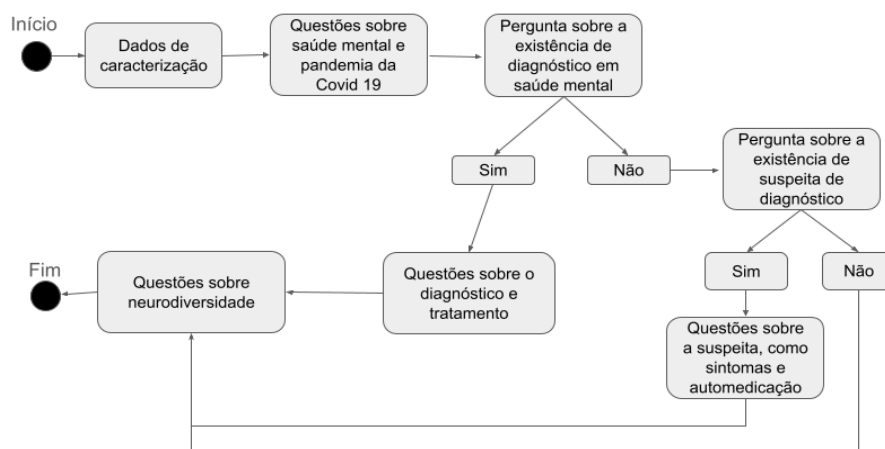 Início
Dados de
caracterização
Questões sobre
saúde mental e
pandemia da
Covid 19
Pergunta sobre a
existência de
diagnóstico em
saúde mental
Sim
Não
Pergunta sobre a
existência de
suspeita de
diagnóstico
Sim
Não
Fim
Questões sobre
neurodiversidade
Questões sobre o
diagnóstico e
tratamento
Questões sobre
a suspeita, como
sintomas e
automedicação